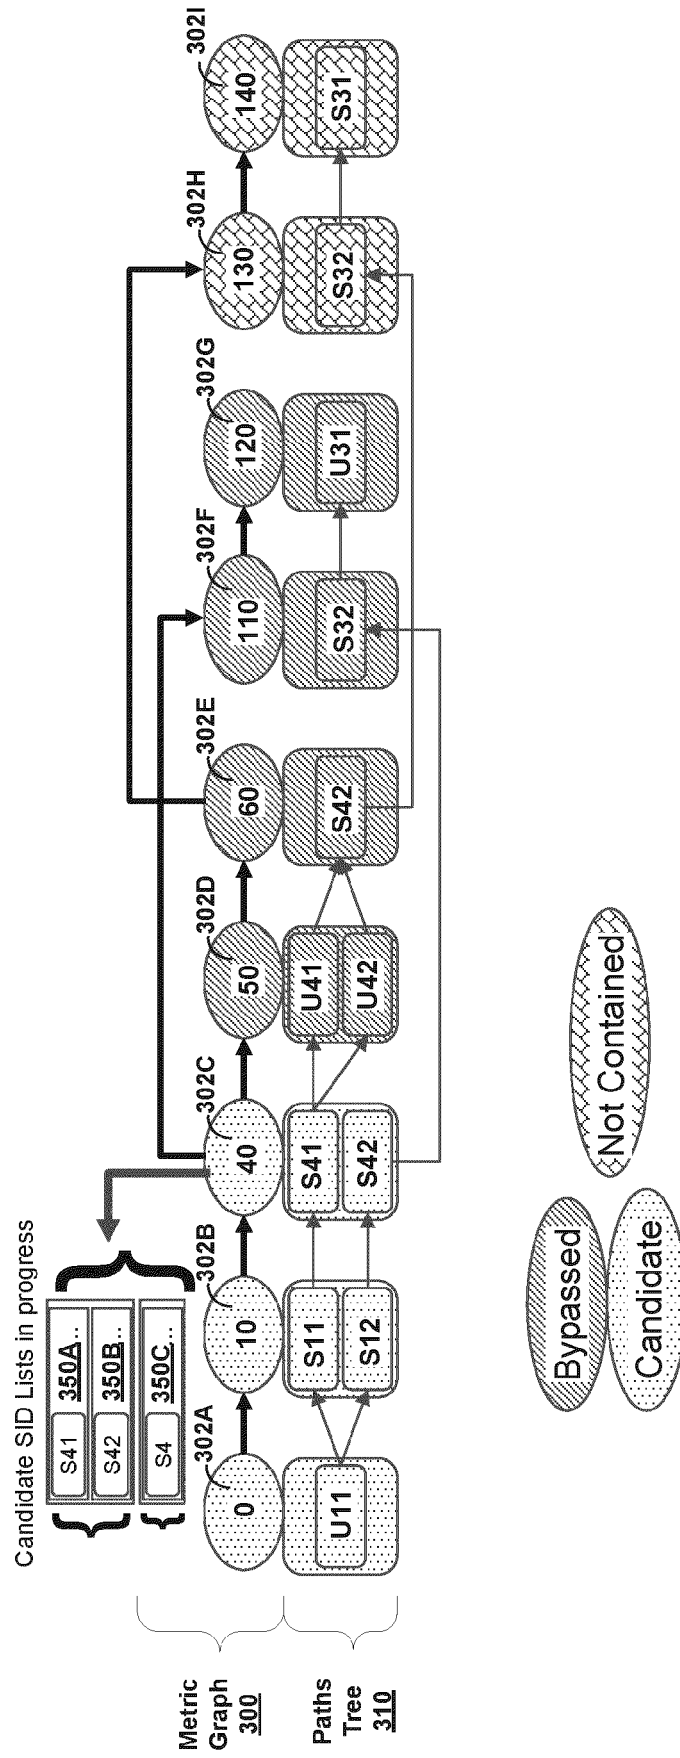 Candidate SID Lists in progress
S41 350A...
S42 350B...
S4 350C...
Metric
Graph
300
302A
302B
302C
302D
302E
302F
302G
302H
302I
0
10
40
50
60
110
120
130
140
Paths
Tree
310
U11
S11
S12
S41
S42
U41
U42
S42
S32
U31
S32
S31
Bypassed
Candidate
Not Contained